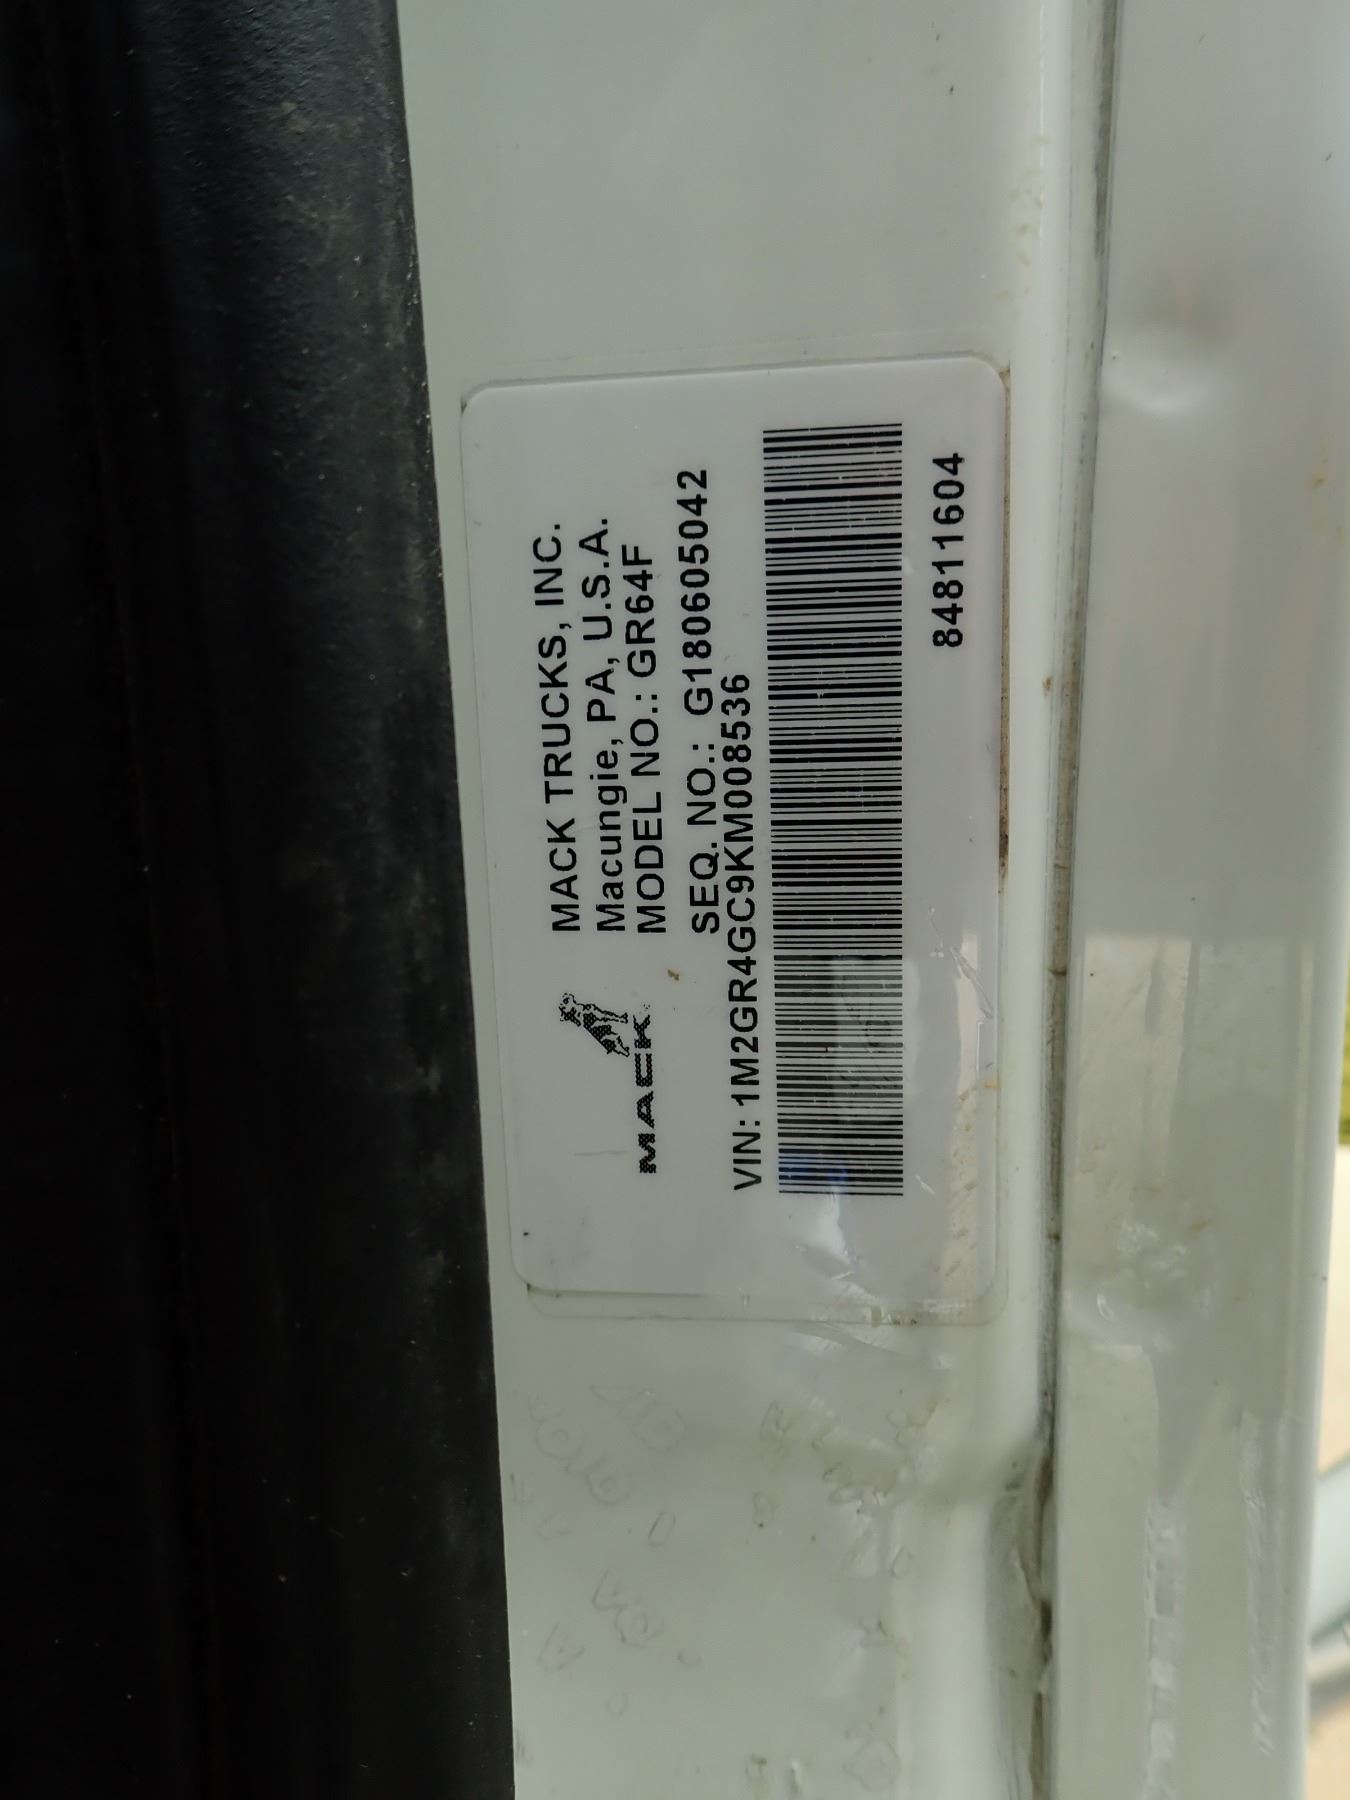 MACK
MACK TRUCKS, INC.
Macungie, PA, U.S.A.
MODEL NO.: GR64F
SEQ. NO.: G180605042
VIN: 1M2GR4GC9KM008536
84811604